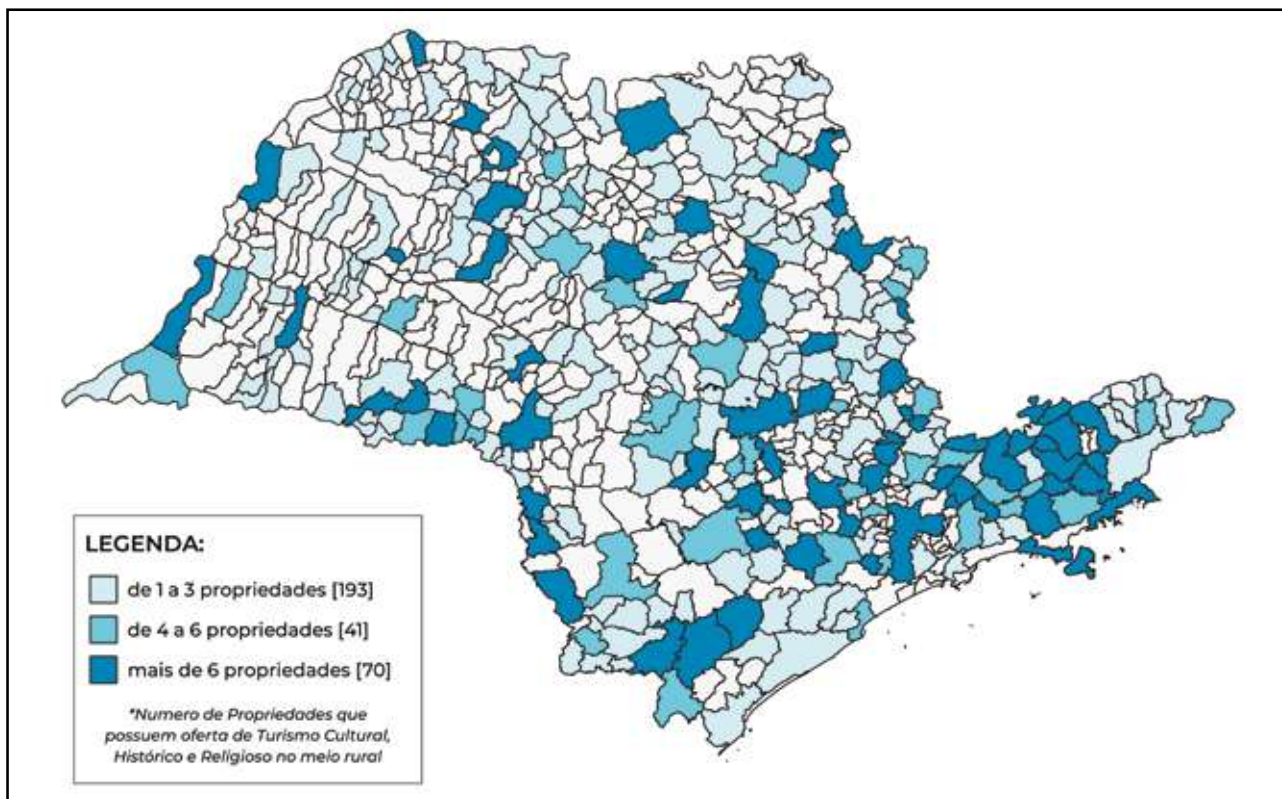 LEGENDA:
de 1 a 3 propriedades [193]
de 4 a 6 propriedades [41]
mais de 6 propriedades [70]
*Numero de Propriedades que
possuem oferta de Turismo Cultural,
Histórico e Religioso no meio rural